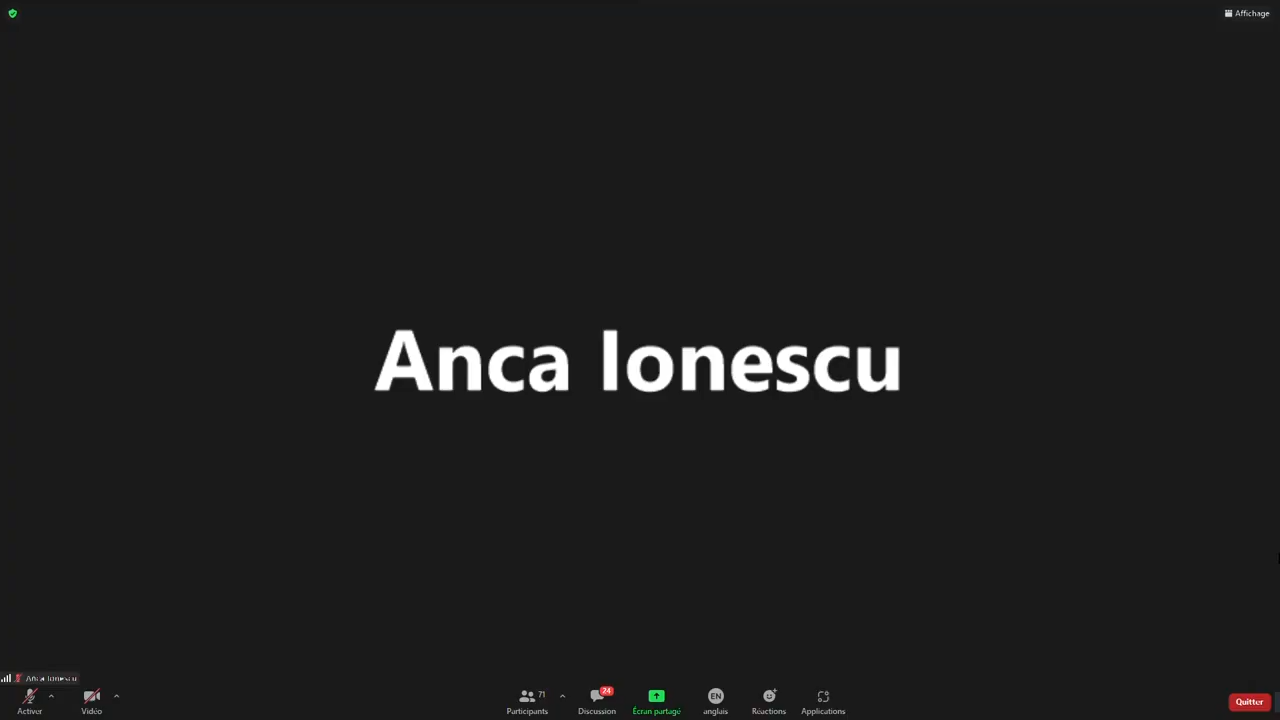 Affichage
Anca Ionescu
Anca Ionescu
71
24
EN
Activer
Vidéo
Participants
Discussion
Écran partagé
anglais
Réactions
Applications
Quitter